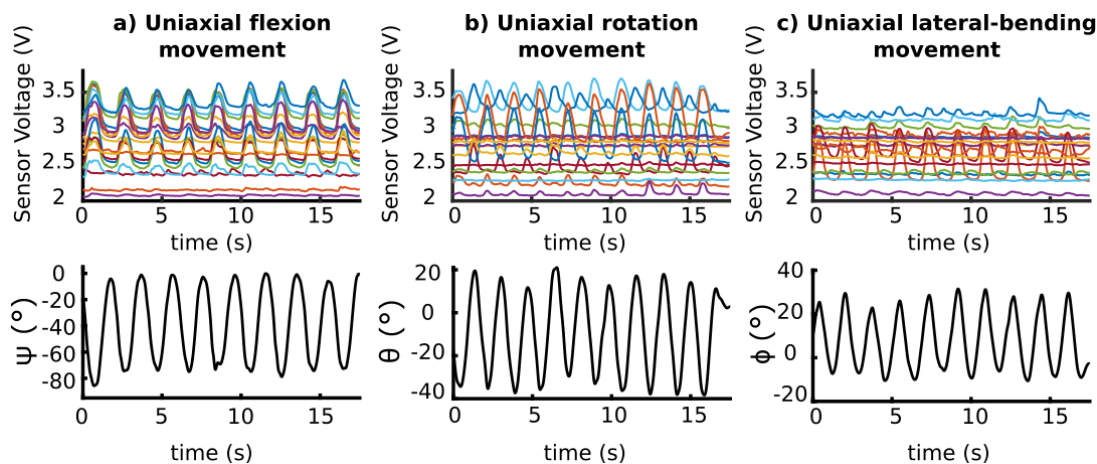 a) Uniaxial flexion
movement
b) Uniaxial rotation
movement
c) Uniaxial lateral-bending
movement
Sensor Voltage (V)
3.5
3
2.5
2
0 5 10 15
time (s)
Sensor Voltage (V)
3.5
3
2.5
2
0 5 10 15
time (s)
Sensor Voltage (V)
3.5
3
2.5
2
0 5 10 15
time (s)
Ψ (°)
0
-20
-40
-60
-80
0 5 10 15
time (s)
θ (°)
20
0
-20
-40
0 5 10 15
time (s)
ϕ (°)
40
20
0
-20
0 5 10 15
time (s)